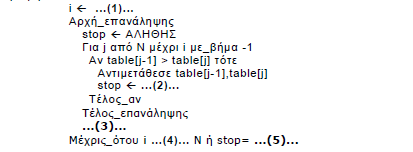 i ← ...(1)...
Αρχή_επανάληψης
stop ← ΑΛΗΘΗΣ
Για j από Ν μέχρι i με_βήμα -1
Αν table[j-1] > table[j] τότε
Αντιμετάθεσε table[j-1],table[j]
stop ← ...(2)...
Τέλος_αν
Τέλος_επανάληψης
...(3)...
Μέχρις_ότου i ...(4)... Ν ή stop= ...(5)...